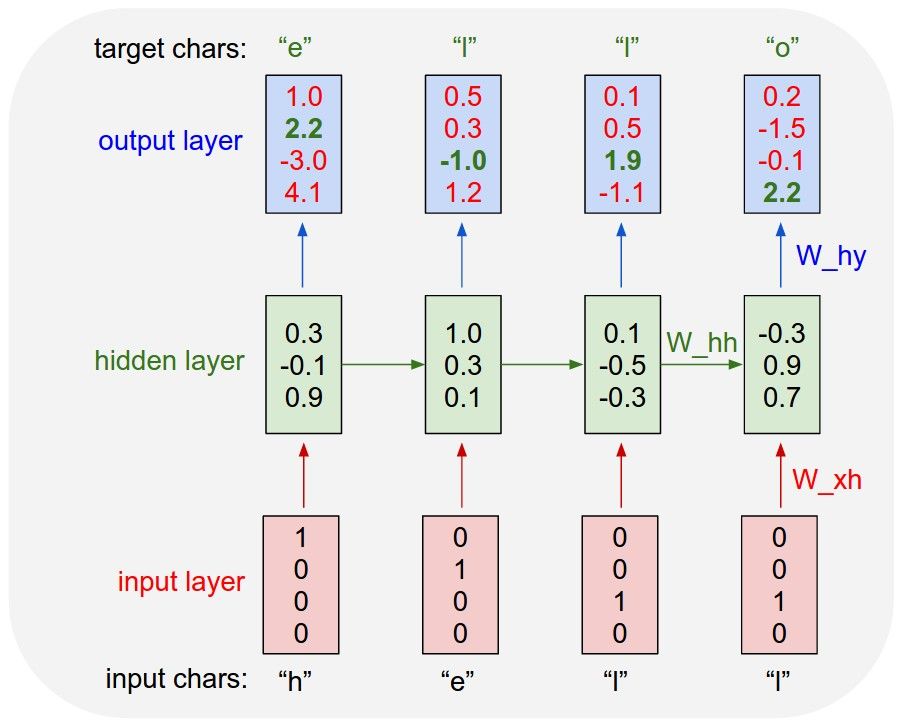 target chars: “e” “l” “l” “o”
output layer
1.0 0.5 0.1 0.2
2.2 0.3 0.5 -1.5
-3.0 -1.0 1.9 -0.1
4.1 1.2 -1.1 2.2
W_hy
hidden layer
0.3 1.0 0.1 -0.3
-0.1 0.3 -0.5 0.9
0.9 0.1 -0.3 0.7
W_hh
W_xh
input layer
1 0 0 0
0 1 0 0
0 0 1 1
0 0 0 0
input chars: “h” “e” “l” “l”